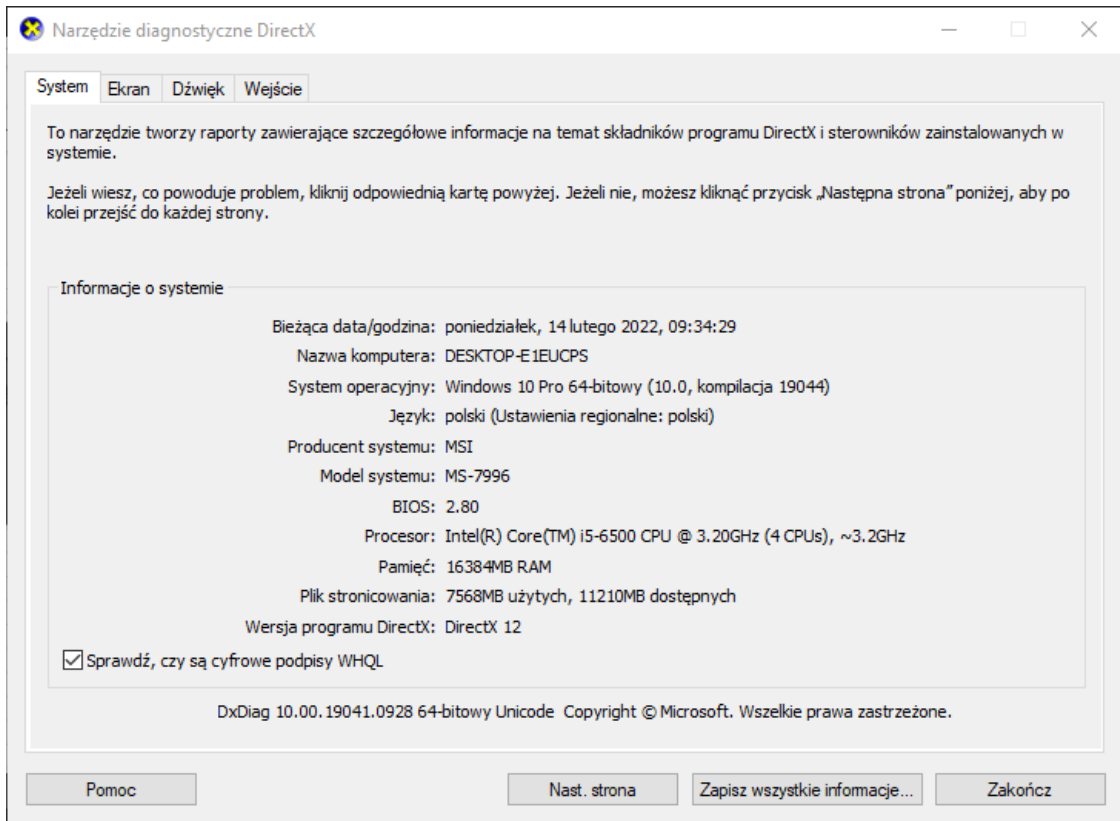 Narzędzie diagnostyczne DirectX
System Ekran Dźwięk Wejście
To narzędzie tworzy raporty zawierające szczegółowe informacje na temat składników programu DirectX i sterowników zainstalowanych w
systemie.
Jeżeli wiesz, co powoduje problem, kliknij odpowiednią kartę powyżej. Jeżeli nie, możesz kliknąć przycisk „Następna strona” poniżej, aby po
kolei przejść do każdej strony.
Informacje o systemie
Bieżąca data/godzina: poniedziałek, 14 lutego 2022, 09:34:29
Nazwa komputera: DESKTOP-E1EUCPS
System operacyjny: Windows 10 Pro 64-bitowy (10.0, kompilacja 19044)
Język: polski (Ustawienia regionalne: polski)
Producent systemu: MSI
Model systemu: MS-7996
BIOS: 2.80
Procesor: Intel(R) Core(TM) i5-6500 CPU @ 3.20GHz (4 CPUs), ~3.2GHz
Pamięć: 16384MB RAM
Plik stronicowania: 7568MB użytych, 11210MB dostępnych
Wersja programu DirectX: DirectX 12
Sprawdź, czy są cyfrowe podpisy WHQL
DxDiag 10.00.19041.0928 64-bitowy Unicode Copyright © Microsoft. Wszelkie prawa zastrzeżone.
Pomoc Nast. strona Zapisz wszystkie informacje... Zakończ